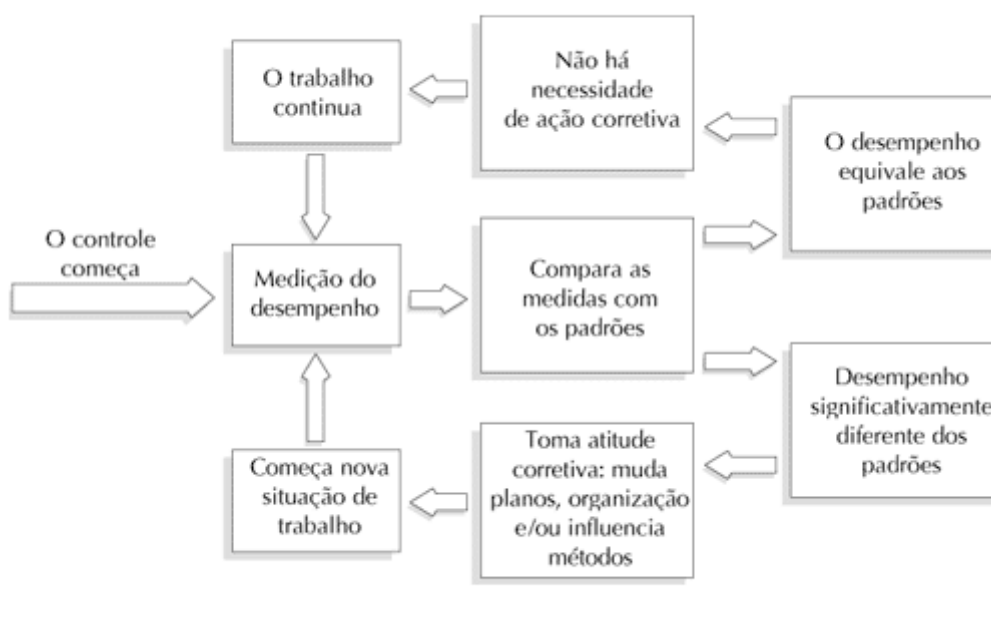 O trabalho
continua
Não há
necessidade
de ação corretiva
O desempenho
equivale aos
padrões
O controle
começa
Medição do
desempenho
Compara as
medidas com
os padrões
Desempenho
significativamente
diferente dos
padrões
Começa nova
situação de
trabalho
Toma atitude
corretiva: muda
planos, organização
e/ou influencia
métodos